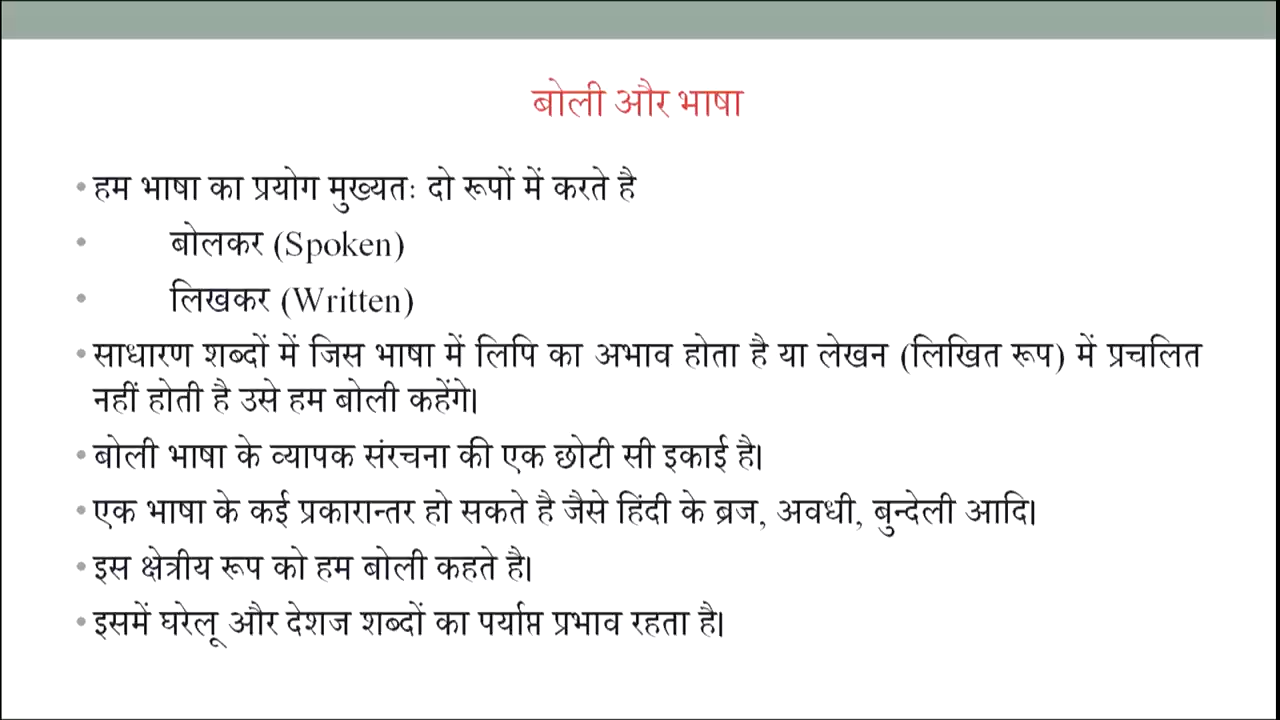 बोली और भाषा
• हम भाषा का प्रयोग मुख्यतः दो रूपों में करते है
• बोलकर (Spoken)
• लिखकर (Written)
• साधारण शब्दों में जिस भाषा में लिपि का अभाव होता है या लेखन (लिखित रूप) में प्रचलित
नहीं होती है उसे हम बोली कहेंगे।
• बोली भाषा के व्यापक संरचना की एक छोटी सी इकाई है।
• एक भाषा के कई प्रकारान्तर हो सकते है जैसे हिंदी के ब्रज, अवधी, बुन्देली आदि।
• इस क्षेत्रीय रूप को हम बोली कहते है।
• इसमें घरेलू और देशज शब्दों का पर्याप्त प्रभाव रहता है।